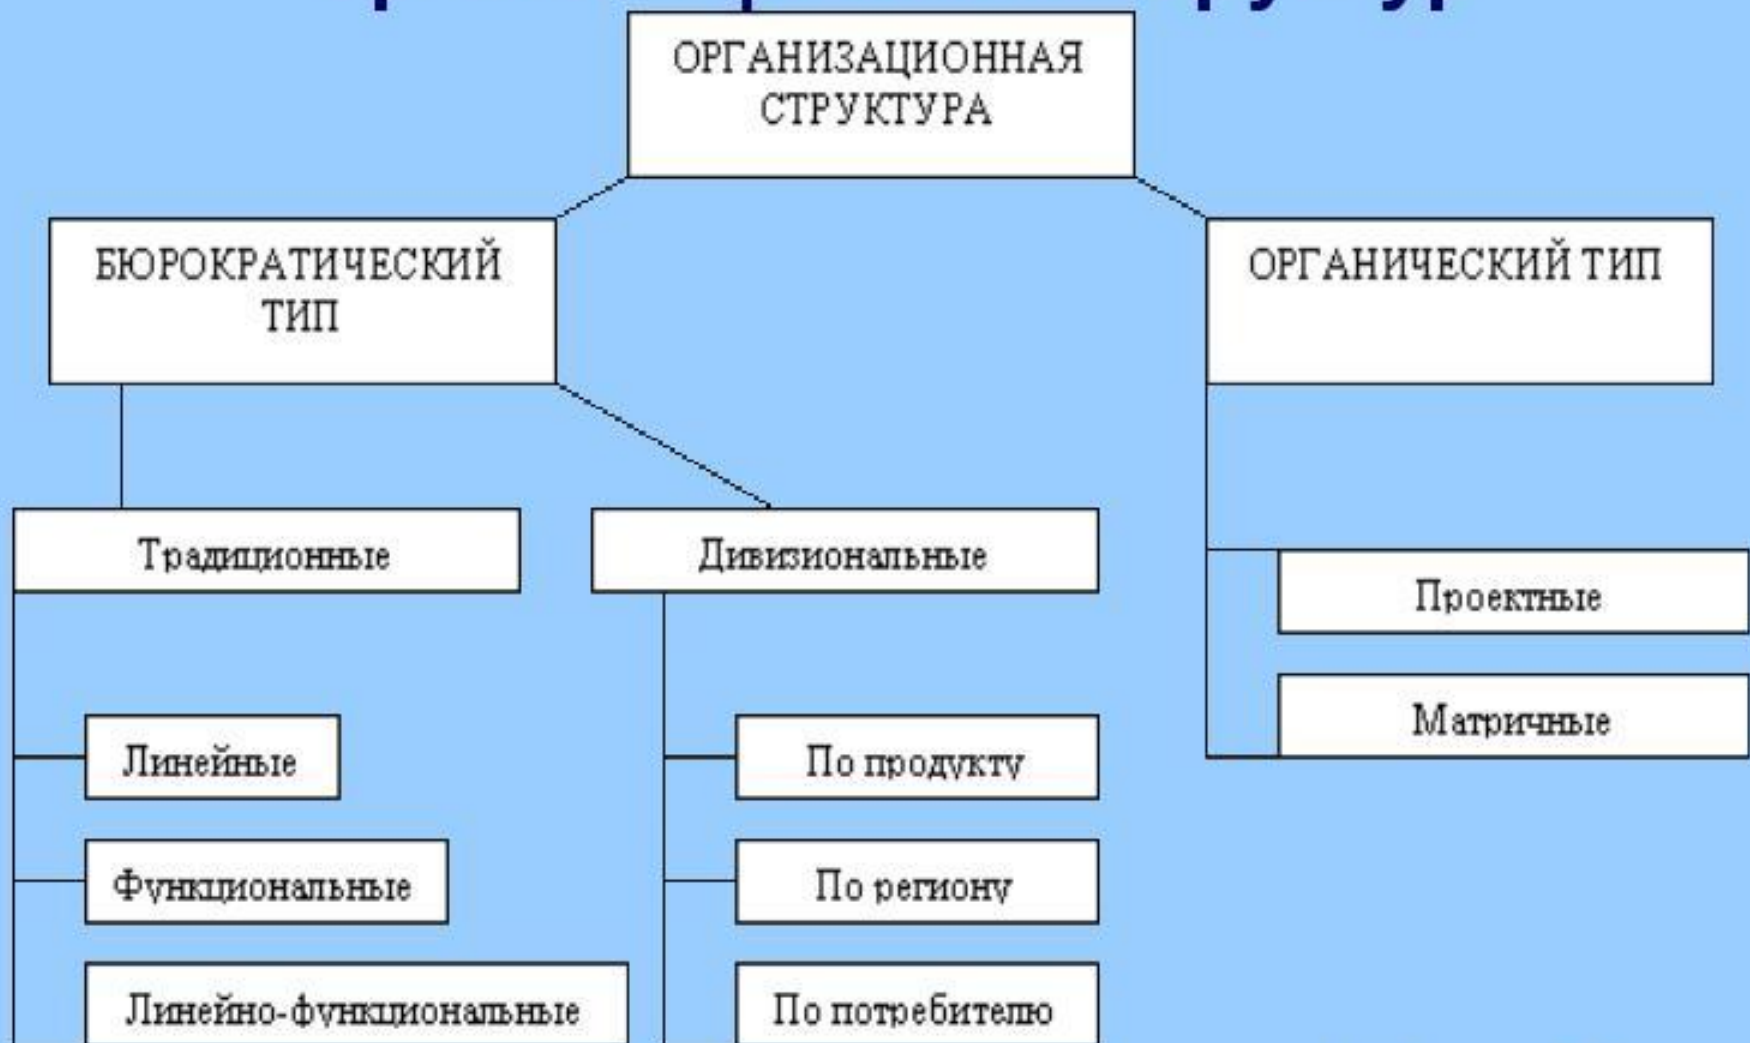 ОРГАНИЗАЦИОННАЯ
СТРУКТУРА
БЮРОКРАТИЧЕСКИЙ
ТИП
ОРГАНИЧЕСКИЙ ТИП
Традиционные
Дивизиональные
Проектные
Матричные
Линейные
По продукту
Функциональные
По региону
Линейно-функциональные
По потребителю